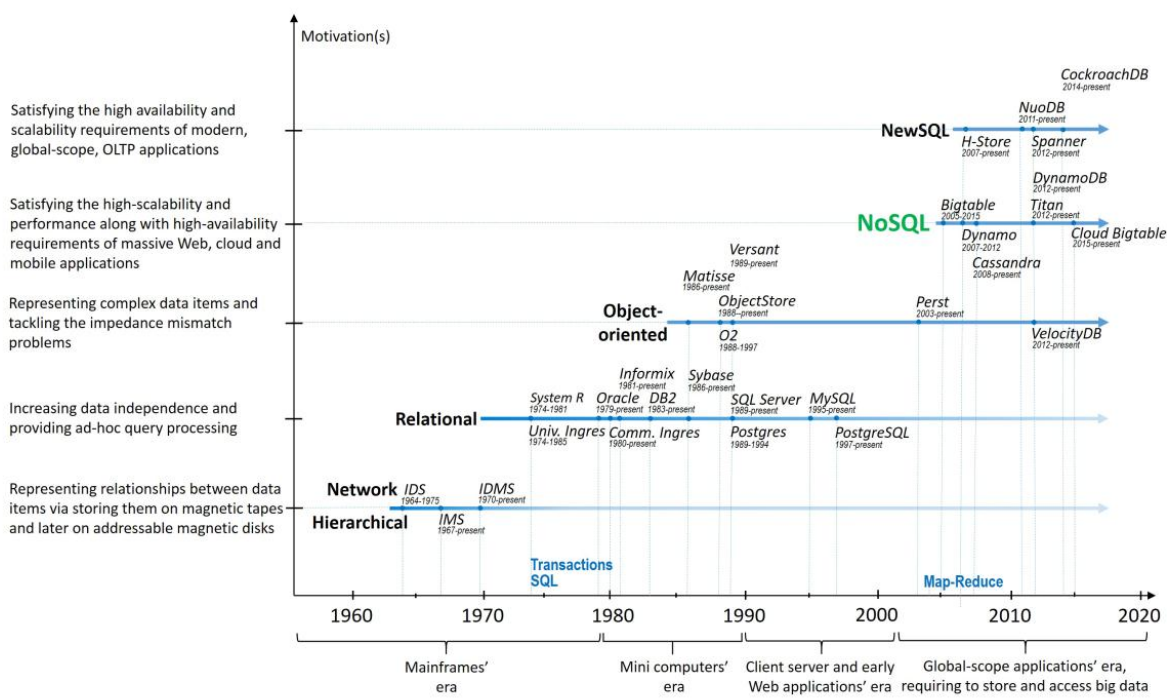 Motivation(s)
CockroachDB
2014-present
Satisfying the high availability and
scalability requirements of modern,
global-scope, OLTP applications
NuoDB
2011-present
NewSQL
H-Store
2007-present
Spanner
2012-present
DynamoDB
2012-present
Satisfying the high-scalability and
performance along with high-availability
requirements of massive Web, cloud and
mobile applications
Bigtable
2005-2015
Titan
2012-present
NoSQL
Dynamo
2007-2012
Cloud Bigtable
2015-present
Cassandra
2008-present
Versant
1989-present
Matisse
1986-present
Representing complex data items and
tackling the impedance mismatch
problems
ObjectStore
1988--present
Perst
2003-present
Object-
oriented
O2
1988-1997
VelocityDB
2012-present
Informix
1981-present
Sybase
1986-present
Increasing data independence and
providing ad-hoc query processing
System R
1974-1981
Oracle
1979-present
DB2
1983-present
SQL Server
1989-present
MySQL
1995-present
Relational
Univ. Ingres
1974-1985
Comm. Ingres
1980-present
Postgres
1989-1994
PostgreSQL
1997-present
Representing relationships between data
items via storing them on magnetic tapes
and later on addressable magnetic disks
Network
Hierarchical
IDS
1964-1975
IDMS
1970-present
IMS
1967-present
Transactions
SQL
Map-Reduce
1960 1970 1980 1990 2000 2010 2020
Mainframes'
era
Mini computers'
era
Client server and early
Web applications' era
Global-scope applications' era,
requiring to store and access big data